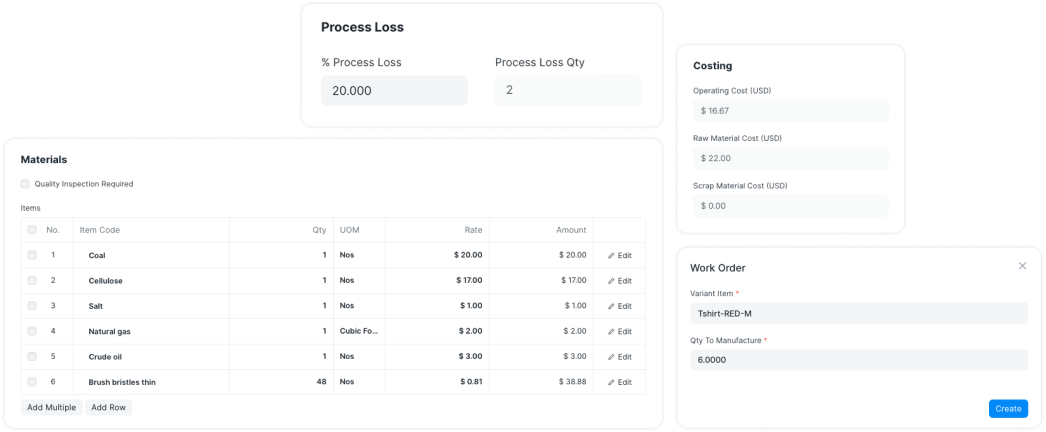 Process Loss
% Process Loss Process Loss Qty
20.000 2
Materials
Quality Inspection Required
Items
No. Item Code Qty UOM Rate Amount
1 Coal 1 Nos $ 20.00 $ 20.00 Edit
2 Cellulose 1 Nos $ 17.00 $ 17.00 Edit
3 Salt 1 Nos $ 1.00 $ 1.00 Edit
4 Natural gas 1 Cubic Fo... $ 2.00 $ 2.00 Edit
5 Crude oil 1 Nos $ 3.00 $ 3.00 Edit
6 Brush bristles thin 48 Nos $ 0.81 $ 38.88 Edit
Add Multiple Add Row
Costing
Operating Cost (USD)
$ 16.67
Raw Material Cost (USD)
$ 22.00
Scrap Material Cost (USD)
$ 0.00
Work Order
Variant Item *
Tshirt-RED-M
Qty To Manufacture *
6.0000
Create